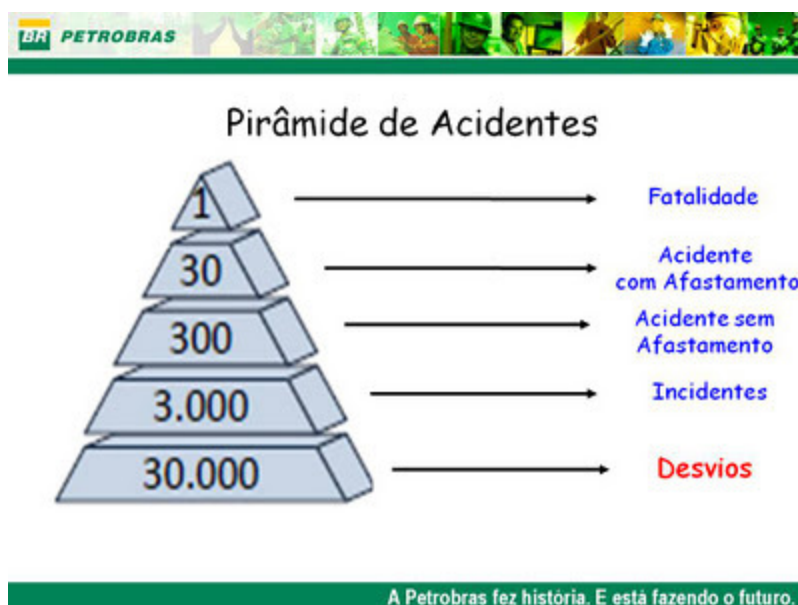 BR PETROBRAS
Pirâmide de Acidentes
1
Fatalidade
30
Acidente
com Afastamento
300
Acidente sem
Afastamento
3.000
Incidentes
30.000
Desvios
A Petrobras fez história. E está fazendo o futuro.